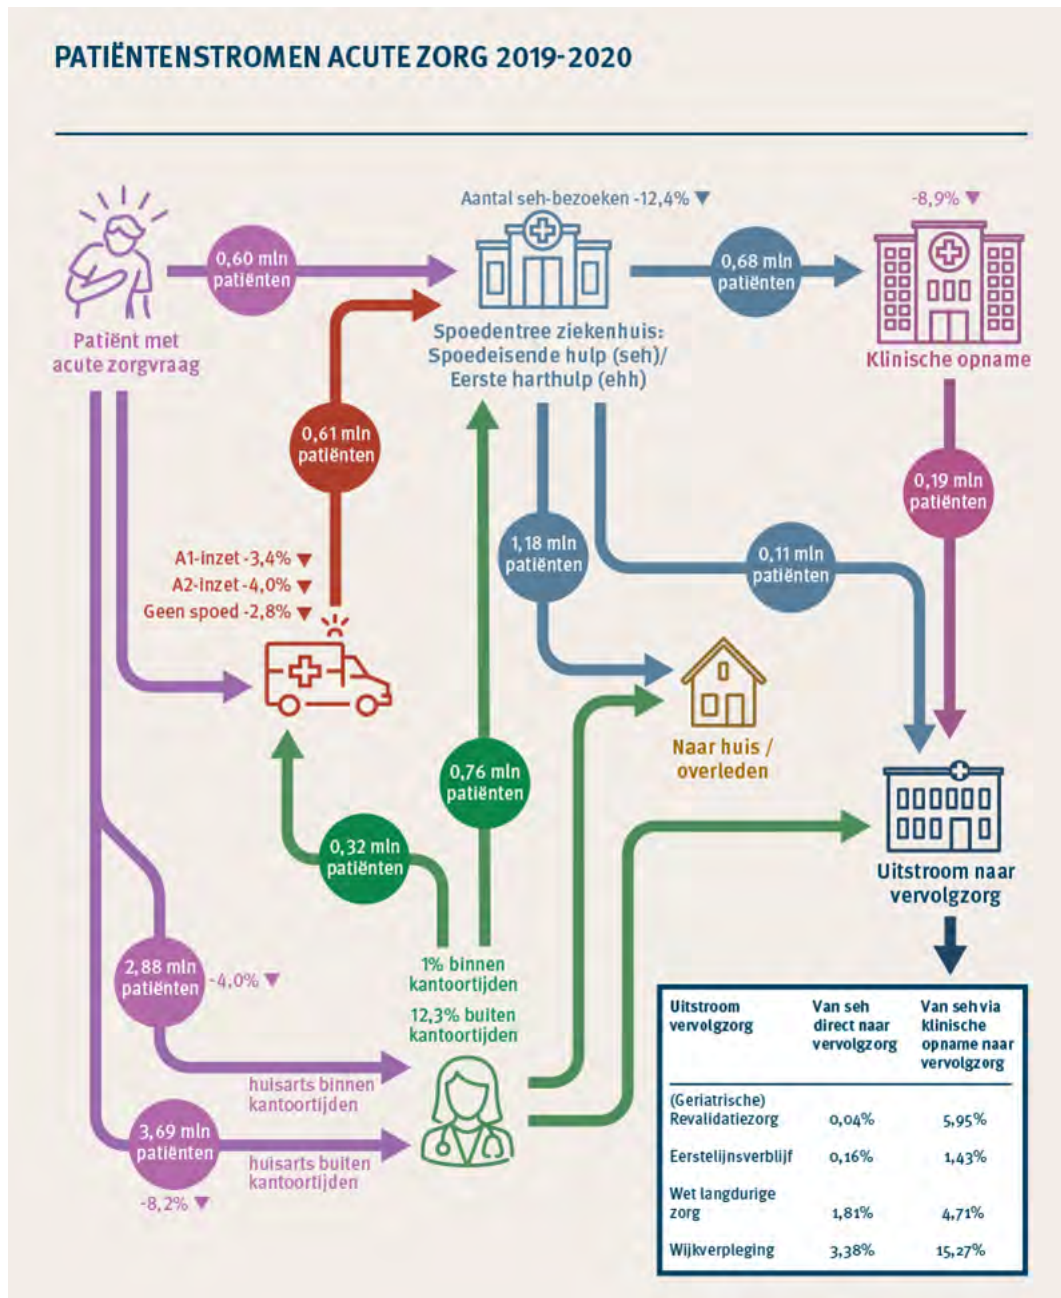 PATIËNTENSTROMEN ACUTE ZORG 2019-2020
Aantal seh-bezoeken -12,4% ▼
-8,9% ▼
0,60 mln
patiënten
0,68 mln
patiënten
Patiënt met
acute zorgvraag
Spoedentree ziekenhuis:
Spoedeisende hulp (seh)/
Eerste harthulp (ehh)
Klinische opname
0,61 mln
patiënten
0,19 mln
patiënten
1,18 mln
patiënten
0,11 mln
patiënten
A1-inzet -3,4% ▼
A2-inzet -4,0% ▼
Geen spoed -2,8% ▼
Naar huis /
overleden
0,76 mln
patiënten
0,32 mln
patiënten
Uitstroom naar
vervolgzorg
2,88 mln
patiënten
-4,0% ▼
1% binnen
kantoortijden
12,3% buiten
kantoortijden
huisarts binnen
kantoortijden
3,69 mln
patiënten
huisarts buiten
kantoortijden
-8,2% ▼
Uitstroom
vervolgzorg
Van seh
direct naar
vervolgzorg
Van seh via
klinische
opname naar
vervolgzorg
(Geriatrische)
Revalidatiezorg 0,04% 5,95%
Eerstelijnsverblijf 0,16% 1,43%
Wet langdurige
zorg 1,81% 4,71%
Wijkverpleging 3,38% 15,27%